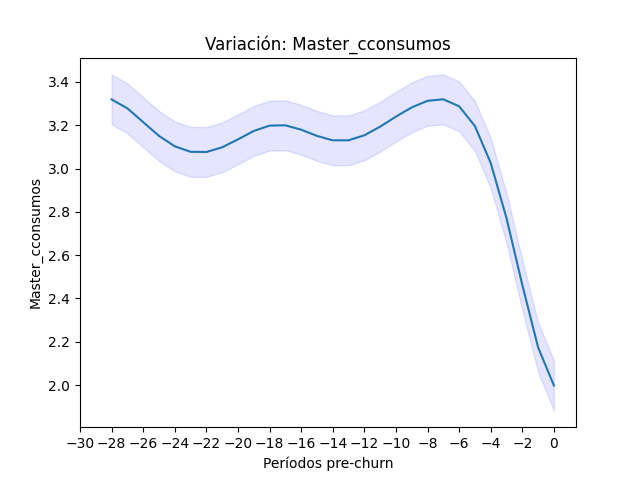 Variación: Master_cconsumos
Master_cconsumos
3.4
3.2
3.0
2.8
2.6
2.4
2.2
2.0
−30 −28 −26 −24 −22 −20 −18 −16 −14 −12 −10 −8 −6 −4 −2 0
Períodos pre-churn